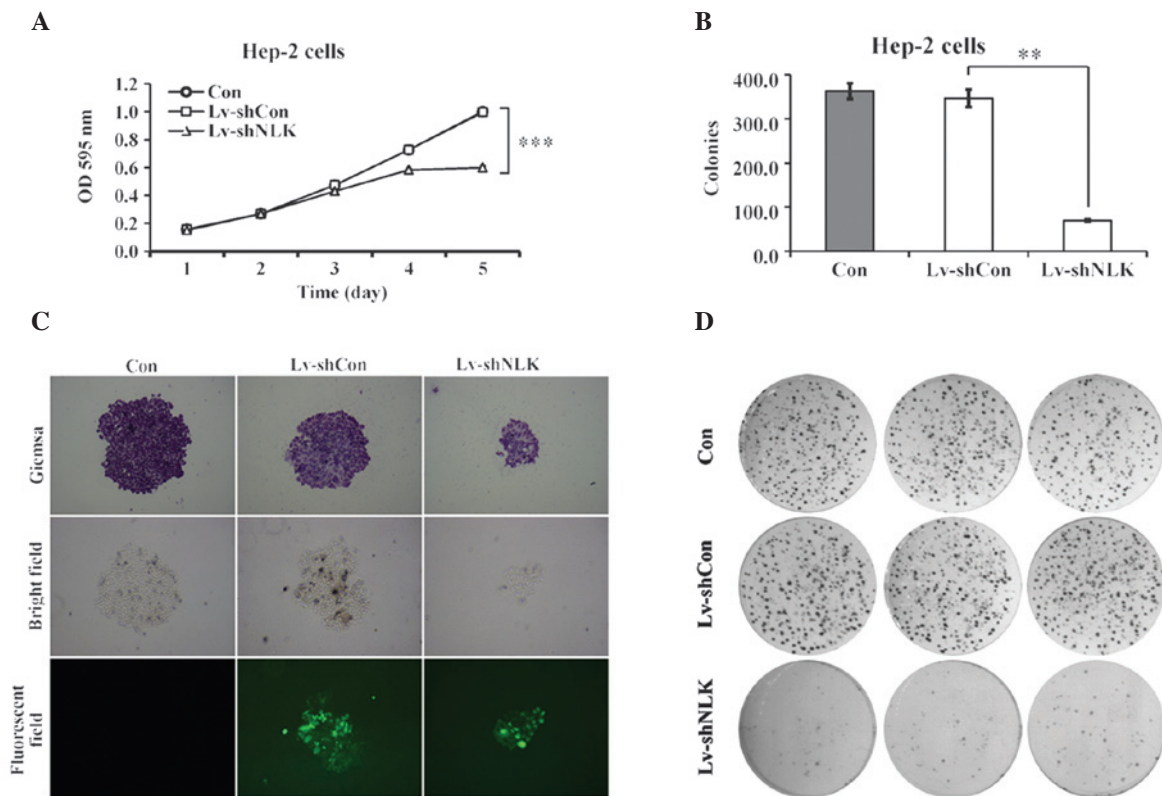 A
Hep-2 cells
Con
Lv-shCon
Lv-shNLK
1.2
1.0
0.8
0.6
0.4
0.2
0.0
OD 595 nm
***
1 2 3 4 5
Time (day)
B
Hep-2 cells
**
400.0
300.0
200.0
100.0
0.0
Colonies
Con Lv-shCon Lv-shNLK
C
Con Lv-shCon Lv-shNLK
Giemsa
Bright field
Fluorescent
field
D
Con
Lv-shCon
Lv-shNLK